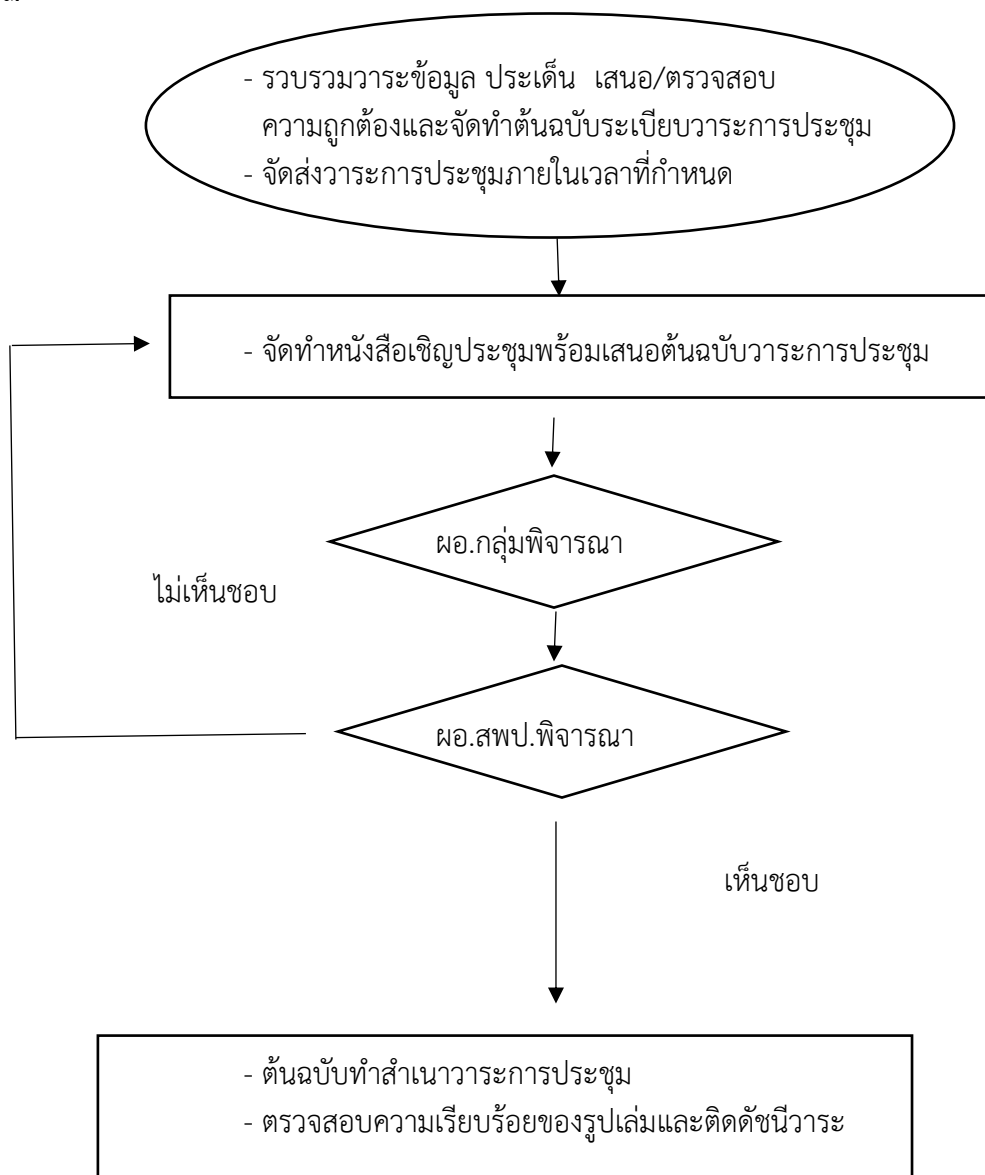 - รวบรวมวาระข้อมูล ประเด็น เสนอ/ตรวจสอบ
ความถูกต้องและจัดทำต้นฉบับระเบียบวาระการประชุม
- จัดส่งวาระการประชุมภายในเวลาที่กำหนด
- จัดทำหนังสือเชิญประชุมพร้อมเสนอต้นฉบับวาระการประชุม
ผอ.กลุ่มพิจารณา
ไม่เห็นชอบ
ผอ.สพป.พิจารณา
เห็นชอบ
- ต้นฉบับทำสำเนาวาระการประชุม
- ตรวจสอบความเรียบร้อยของรูปเล่มและติดดัชนีวาระ